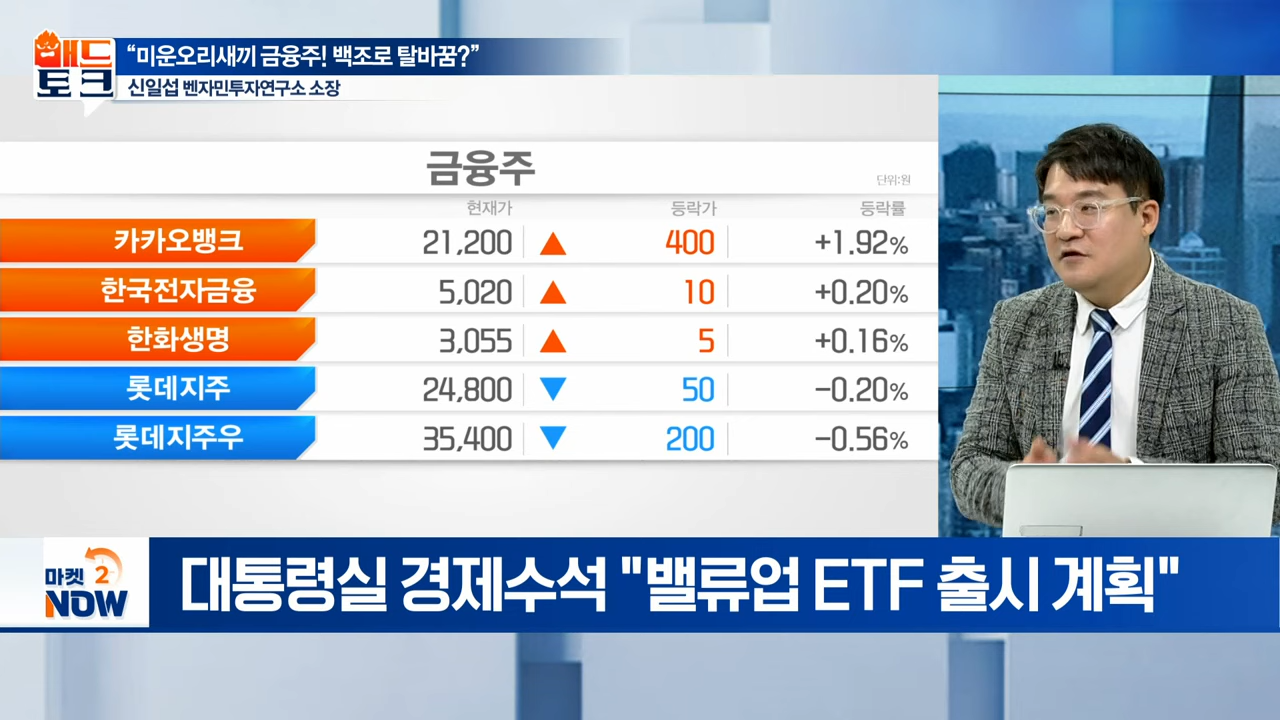 매드
토크
“미운오리새끼 금융주! 백조로 탈바꿈?”
신일섭 벤자민투자연구소 소장
금융주
단위:원
현재가 등락가 등락률
카카오뱅크 21,200 ▲ 400 +1.92%
한국전자금융 5,020 ▲ 10 +0.20%
한화생명 3,055 ▲ 5 +0.16%
롯데지주 24,800 ▼ 50 -0.20%
롯데지주우 35,400 ▼ 200 -0.56%
마켓 2
NOW
대통령실 경제수석 "밸류업 ETF 출시 계획"